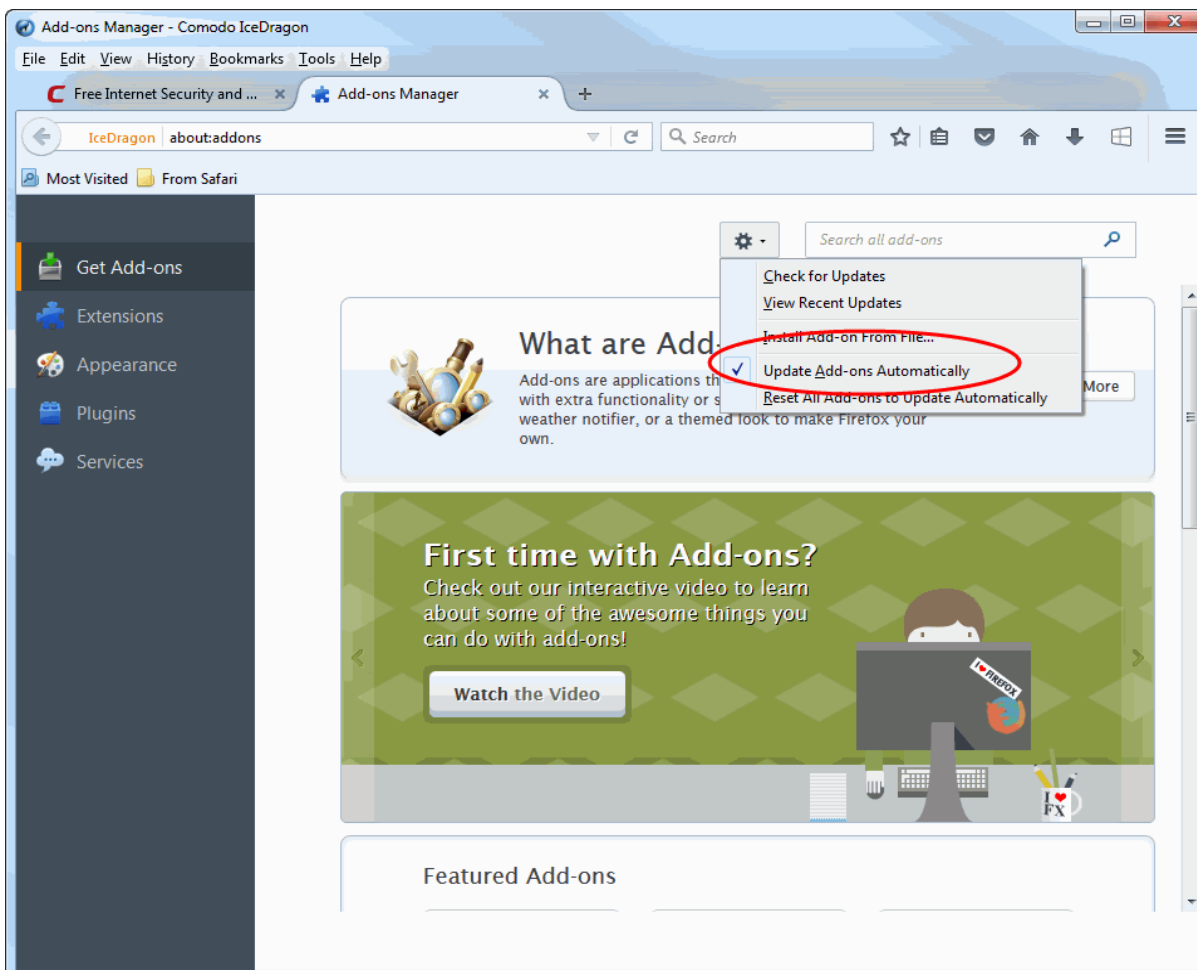 Add-ons Manager - Comodo IceDragon
File Edit View History Bookmarks Tools Help
Free Internet Security and ... Add-ons Manager
IceDragon about:addons Search
Most Visited From Safari
Search all add-ons
Get Add-ons
Extensions
Appearance
Plugins
Services
Check for Updates
View Recent Updates
Install Add-on From File...
Update Add-ons Automatically
Reset All Add-ons to Update Automatically
What are Add-
Add-ons are applications th
with extra functionality or s
weather notifier, or a themed look to make Firefox your
own.
More
First time with Add-ons?
Check out our interactive video to learn
about some of the awesome things you
can do with add-ons!
Watch the Video
I ♥ FIREFOX
I ♥
FX
Featured Add-ons